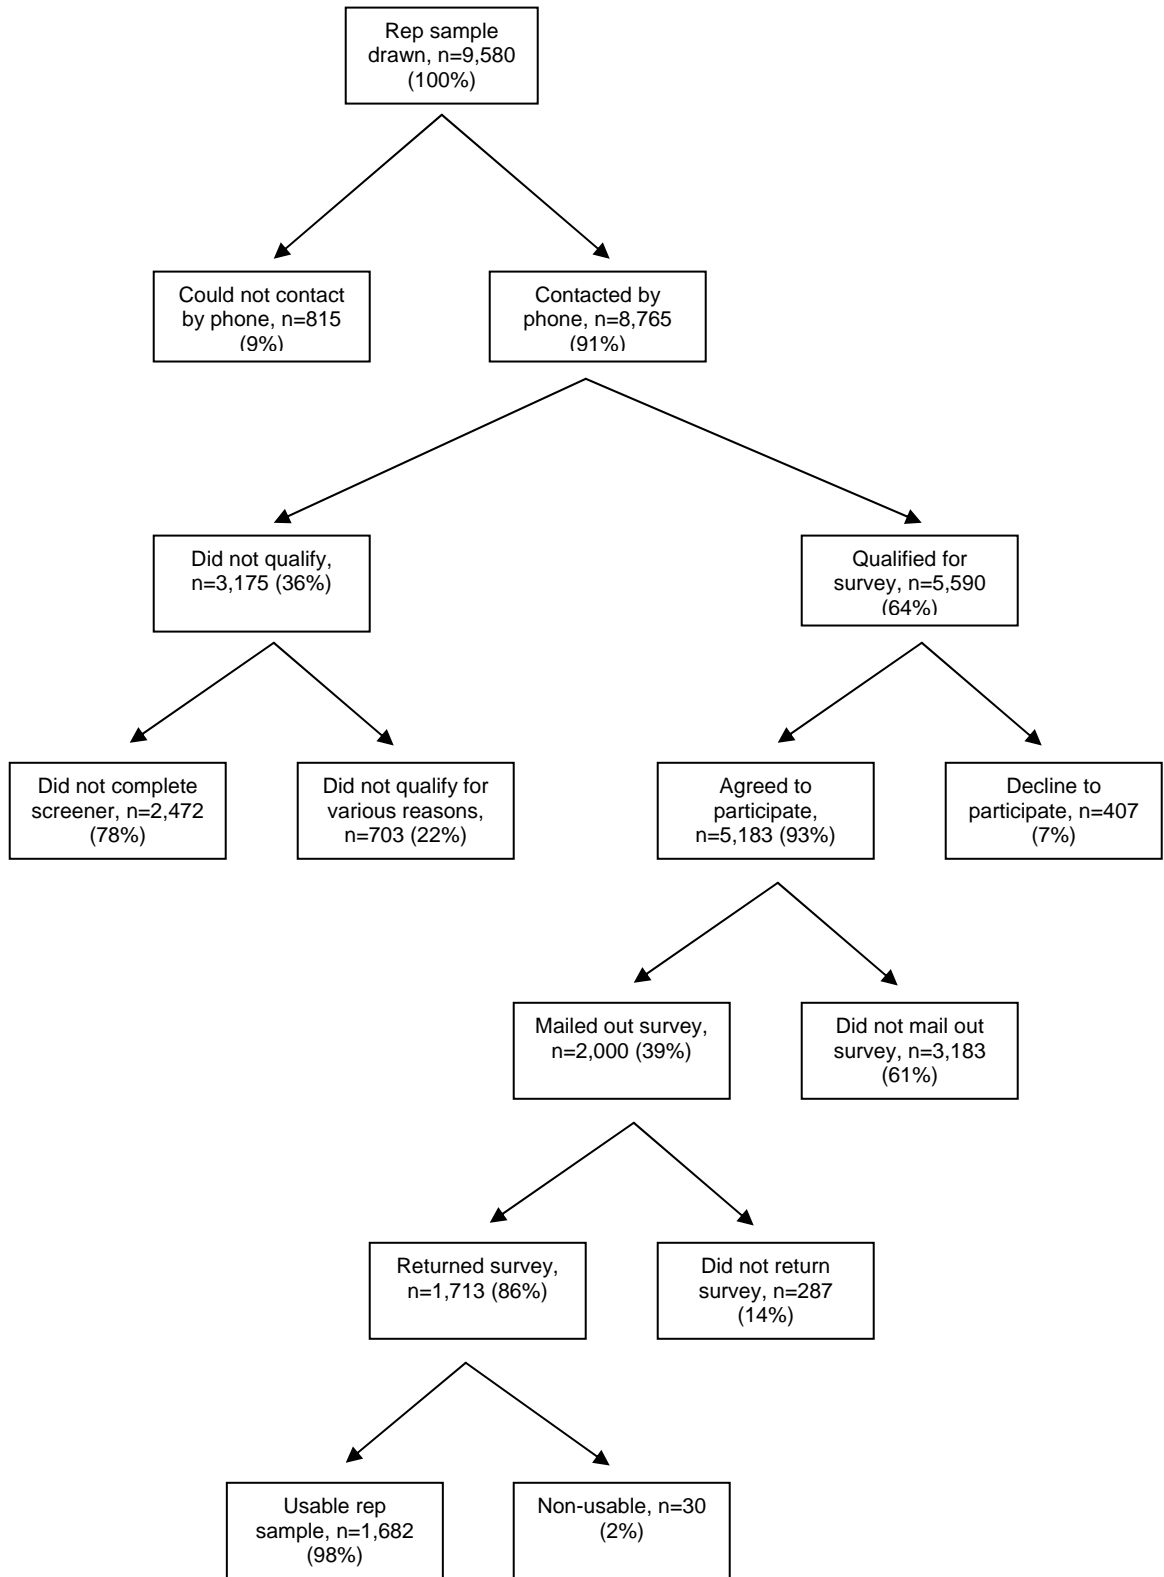 Rep sample
drawn, n=9,580
(100%)
Could not contact
by phone, n=815
(9%)
Contacted by
phone, n=8,765
(91%)
Did not qualify,
n=3,175 (36%)
Qualified for
survey, n=5,590
(64%)
Did not complete
screener, n=2,472
(78%)
Did not qualify for
various reasons,
n=703 (22%)
Agreed to
participate,
n=5,183 (93%)
Decline to
participate, n=407
(7%)
Mailed out survey,
n=2,000 (39%)
Did not mail out
survey, n=3,183
(61%)
Returned survey,
n=1,713 (86%)
Did not return
survey, n=287
(14%)
Usable rep
sample, n=1,682
(98%)
Non-usable, n=30
(2%)